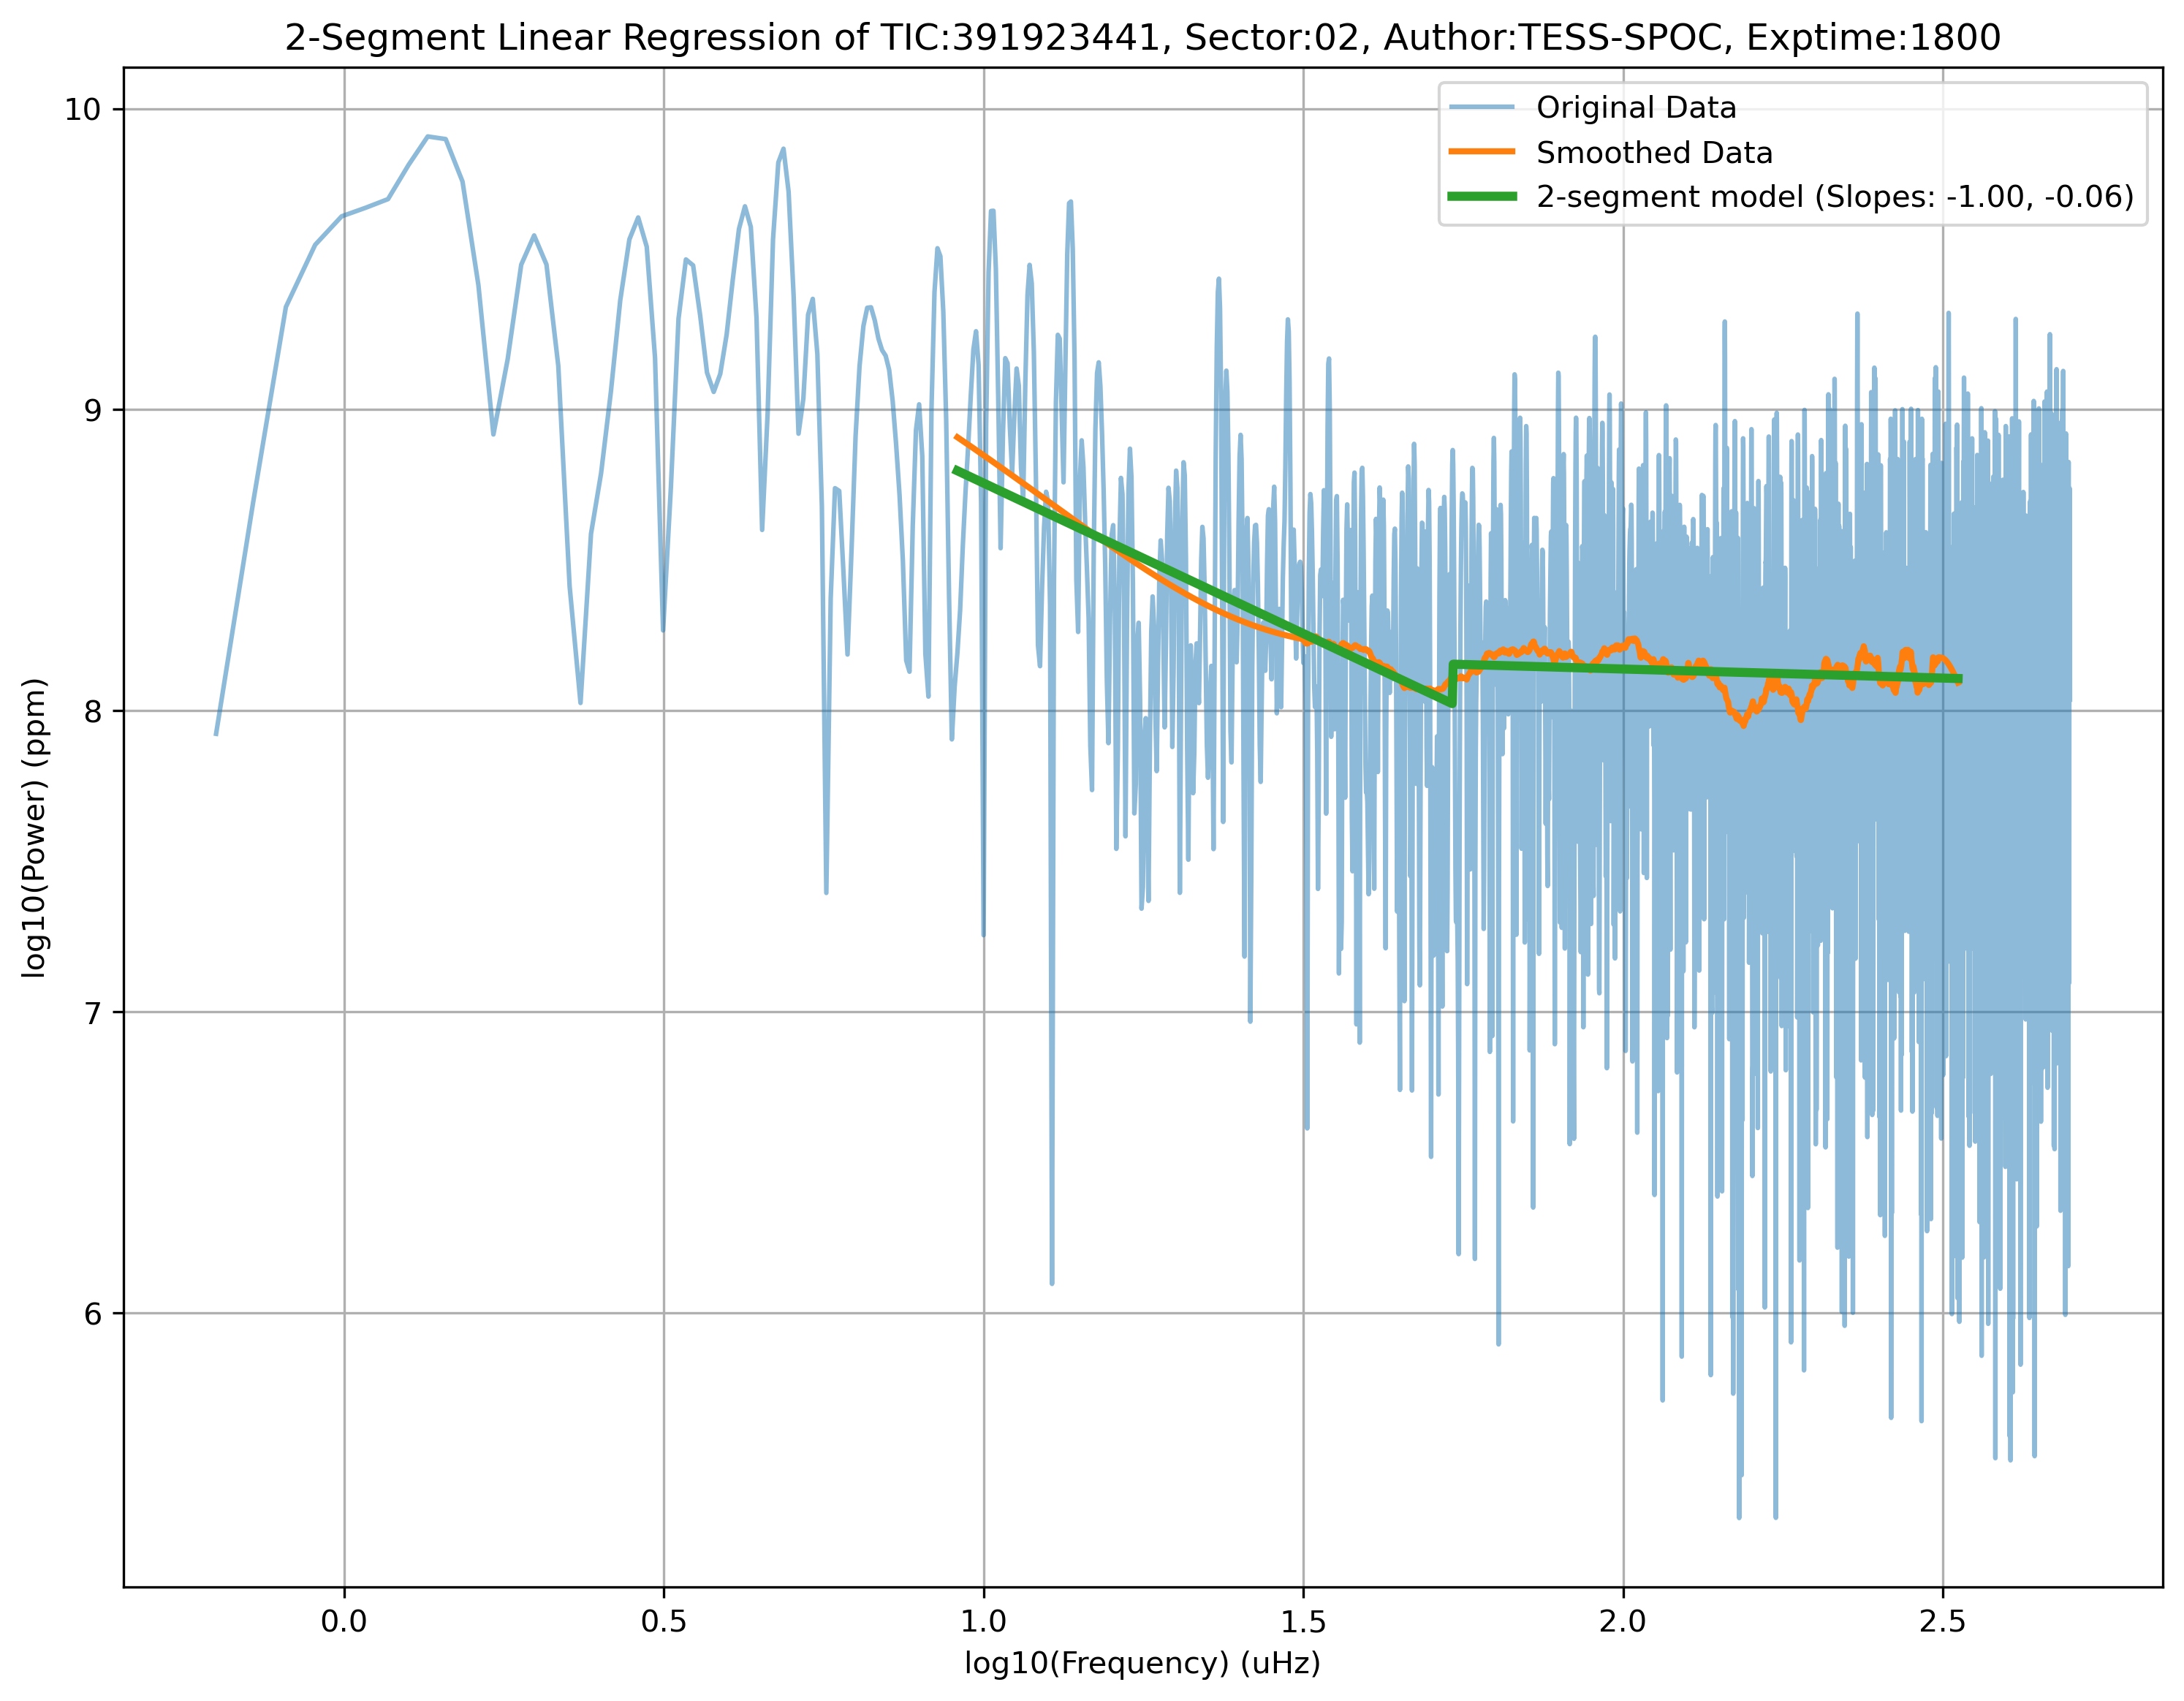 2-Segment Linear Regression of TIC:391923441, Sector:02, Author:TESS-SPOC, Exptime:1800
Original Data
Smoothed Data
2-segment model (Slopes: -1.00, -0.06)
log10(Power) (ppm)
10
9
8
7
6
0.0 0.5 1.0 1.5 2.0 2.5
log10(Frequency) (uHz)